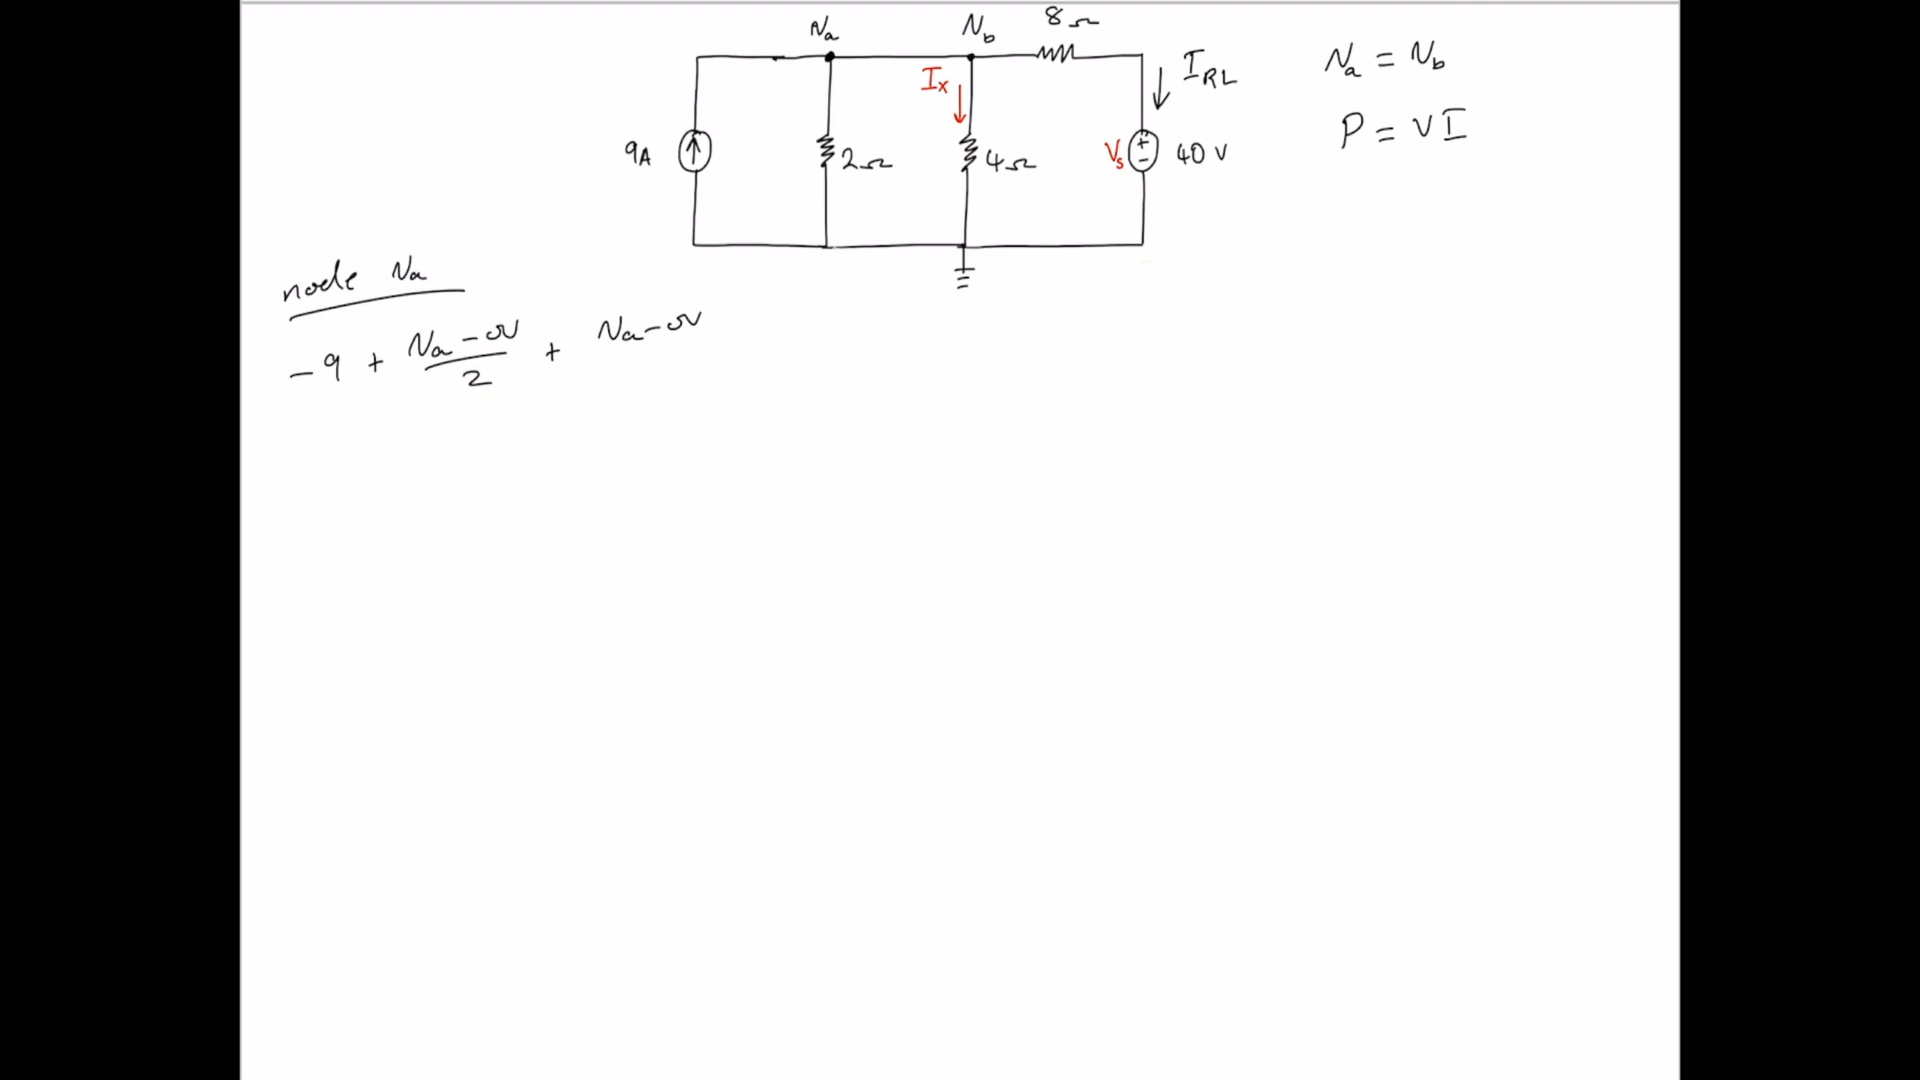 Na Nb 8Ω
Ix
I_RL
9A 2Ω 4Ω Vs + - 40 V
Na = Nb
P = VI
node Na
-9 + (Na - 0V)/2 + Na - 0V